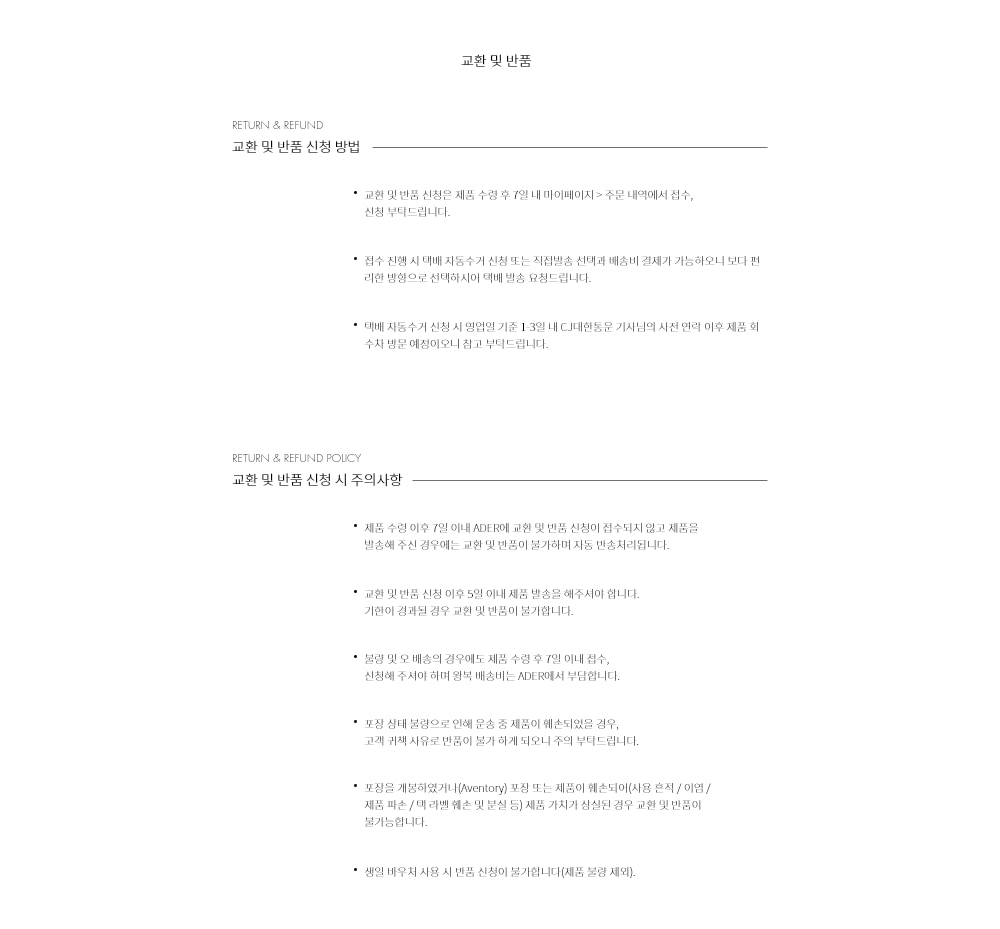 교환 및 반품
RETURN & REFUND
교환 및 반품 신청 방법
• 교환 및 반품 신청은 제품 수령 후 7일 내 마이페이지 > 주문 내역에서 접수,
신청 부탁드립니다.
• 접수 진행 시 택배 자동수거 신청 또는 직접발송 선택과 배송비 결제가 가능하오니 보다 편
리한 방향으로 선택하시어 택배 발송 요청드립니다.
• 택배 자동수거 신청 시 영업일 기준 1-3일 내 CJ대한통운 기사님의 사전 연락 이후 제품 회
수차 방문 예정이오니 참고 부탁드립니다.
RETURN & REFUND POLICY
교환 및 반품 신청 시 주의사항
• 제품 수령 이후 7일 이내 ADER에 교환 및 반품 신청이 접수되지 않고 제품을
발송해 주신 경우에는 교환 및 반품이 불가하며 자동 반송처리됩니다.
• 교환 및 반품 신청 이후 5일 이내 제품 발송을 해주셔야 합니다.
기한이 경과될 경우 교환 및 반품이 불가합니다.
• 불량 및 오 배송의 경우에도 제품 수령 후 7일 이내 접수,
신청해 주셔야 하며 왕복 배송비는 ADER에서 부담합니다.
• 포장 상태 불량으로 인해 운송 중 제품이 훼손되었을 경우,
고객 귀책 사유로 반품이 불가 하게 되오니 주의 부탁드립니다.
• 포장을 개봉하였거나(Aventory) 포장 또는 제품이 훼손되어(사용 흔적 / 이염 /
제품 파손 / 택 라벨 훼손 및 분실 등) 제품 가치가 상실된 경우 교환 및 반품이
불가능합니다.
• 생일 바우처 사용 시 반품 신청이 불가합니다(제품 불량 제외).